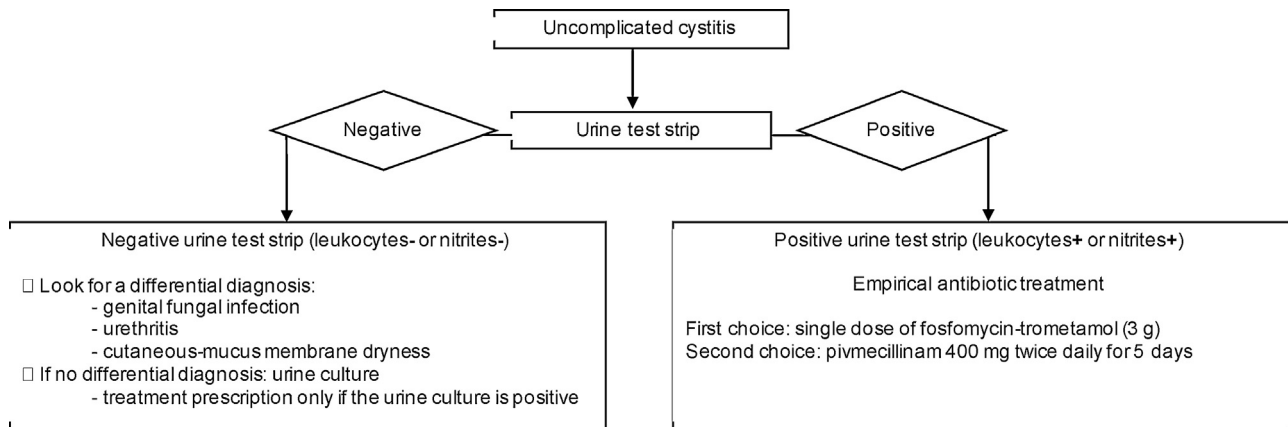 Uncomplicated cystitis
Negative
Urine test strip
Positive
Negative urine test strip (leukocytes- or nitrites-)
□ Look for a differential diagnosis:
- genital fungal infection
- urethritis
- cutaneous-mucus membrane dryness
□ If no differential diagnosis: urine culture
- treatment prescription only if the urine culture is positive
Positive urine test strip (leukocytes+ or nitrites+)
Empirical antibiotic treatment
First choice: single dose of fosfomycin-trometamol (3 g)
Second choice: pivmecillinam 400 mg twice daily for 5 days